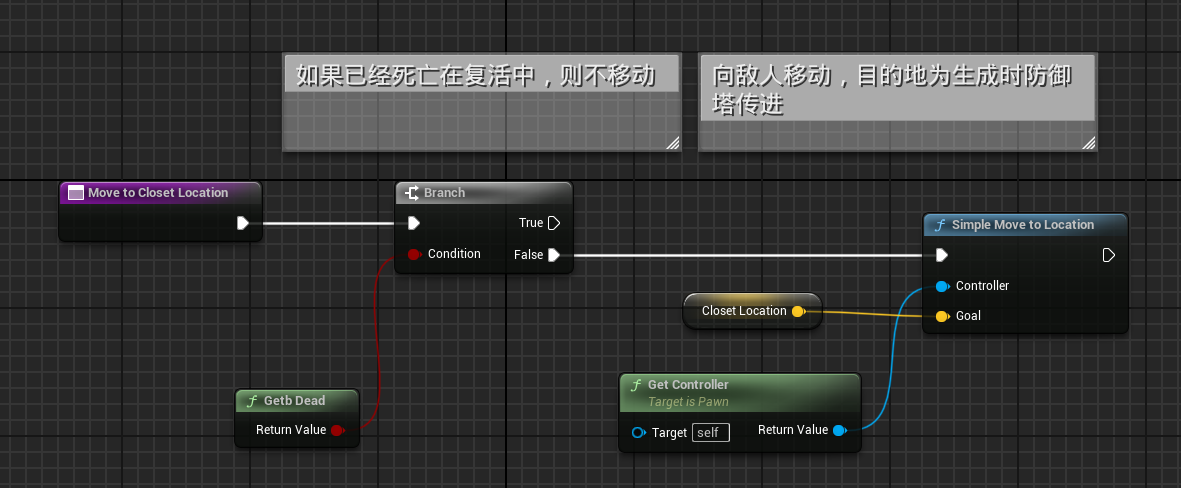 如果已经死亡在复活中，则不移动
向敌人移动，目的地为生成时防御
塔传进
Move to Closet Location
Branch
True
Condition
False
Simple Move to Location
Controller
Goal
Closet Location
Getb Dead
Return Value
Get Controller
Target is Pawn
Target self
Return Value